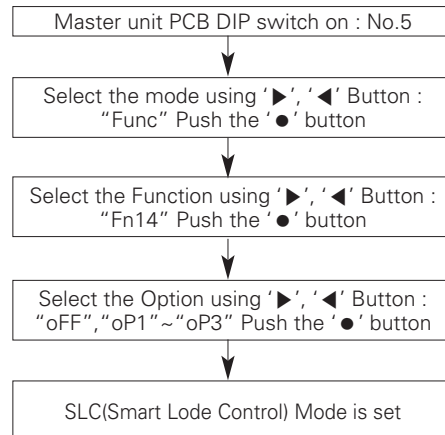 Master unit PCB DIP switch on : No.5
Select the mode using ‘▶’, ‘◀’ Button :
“Func” Push the ‘●’ button
Select the Function using ‘▶’, ‘◀’ Button :
“Fn14” Push the ‘●’ button
Select the Option using ‘▶’, ‘◀’ Button :
“oFF”,“oP1”~“oP3” Push the ‘●’ button
SLC(Smart Lode Control) Mode is set